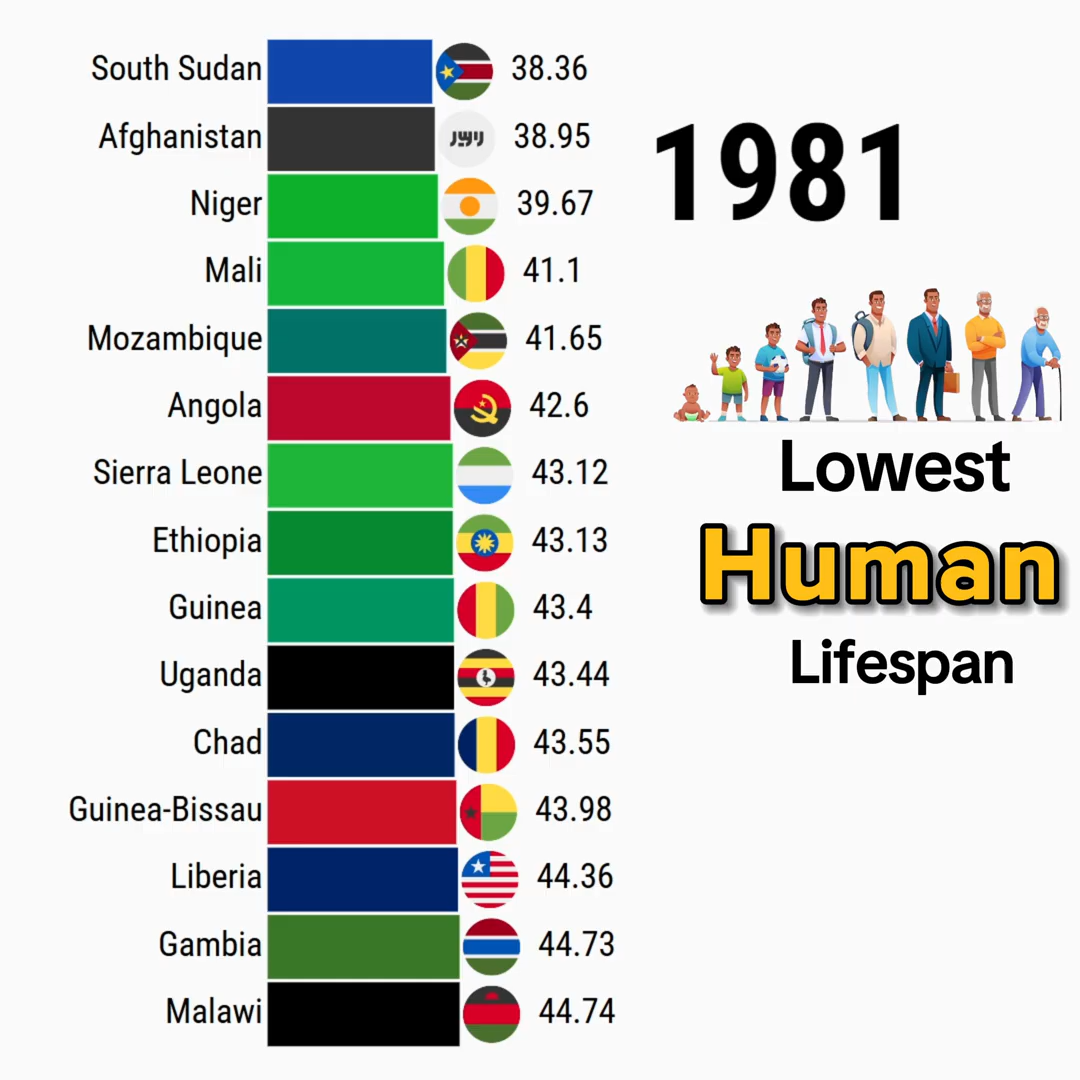 South Sudan 38.36
Afghanistan 38.95
1981
Niger 39.67
Mali 41.1
Mozambique 41.65
Angola 42.6
Lowest
Sierra Leone 43.12
Ethiopia 43.13
Human
Guinea 43.4
Uganda 43.44
Lifespan
Chad 43.55
Guinea-Bissau 43.98
Liberia 44.36
Gambia 44.73
Malawi 44.74